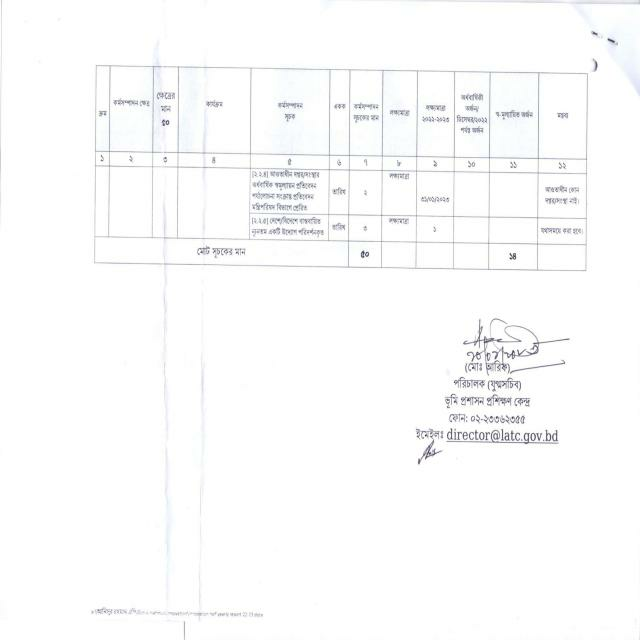 ক্রম
কর্মসম্পাদন ক্ষেত্র
ক্ষেত্রের
মান
৫০
কার্যক্রম
কর্মসম্পাদন
সূচক
একক
কর্মসম্পাদন
সূচকের মান
লক্ষ্যমাত্রা
লক্ষ্যমাত্রা
২০২২-২০২৩
অর্ধবার্ষিকী
অর্জন/
ডিসেম্বর/২০২২
পর্যন্ত অর্জন
স্ব-মূল্যায়িত অর্জন
মন্তব্য
১ ২ ৩ ৪ ৫ ৬ ৭ ৮ ৯ ১০ ১১ ১২
[২.২.৪] আওতাধীন দপ্তর/সংস্থার
অর্ধবার্ষিক স্বমূল্যায়ন প্রতিবেদন
পর্যালোচনা সংক্রান্ত প্রতিবেদন
মন্ত্রিপরিষদ বিভাগে প্রেরিত
তারিখ
২
লক্ষ্যমাত্রা
৩১/০১/২০২৩
আওতাধীন কোন
দপ্তর/সংস্থা নাই।
[২.২.৫] দেশে/বিদেশে বাস্তবায়িত
ন্যূনতম একটি উদ্যোগ পরিদর্শনকৃত
তারিখ
৩
লক্ষ্যমাত্রা
১
যথাসময়ে করা হবে।
মোট সূচকের মান
৫০
১৪
(মোঃ আরিফ)
পরিচালক (যুগ্মসচিব)
ভূমি প্রশাসন প্রশিক্ষণ কেন্দ্র
ফোন: ০২-২৩৩৬২৩৫৫
ইমেইলঃ director@latc.gov.bd